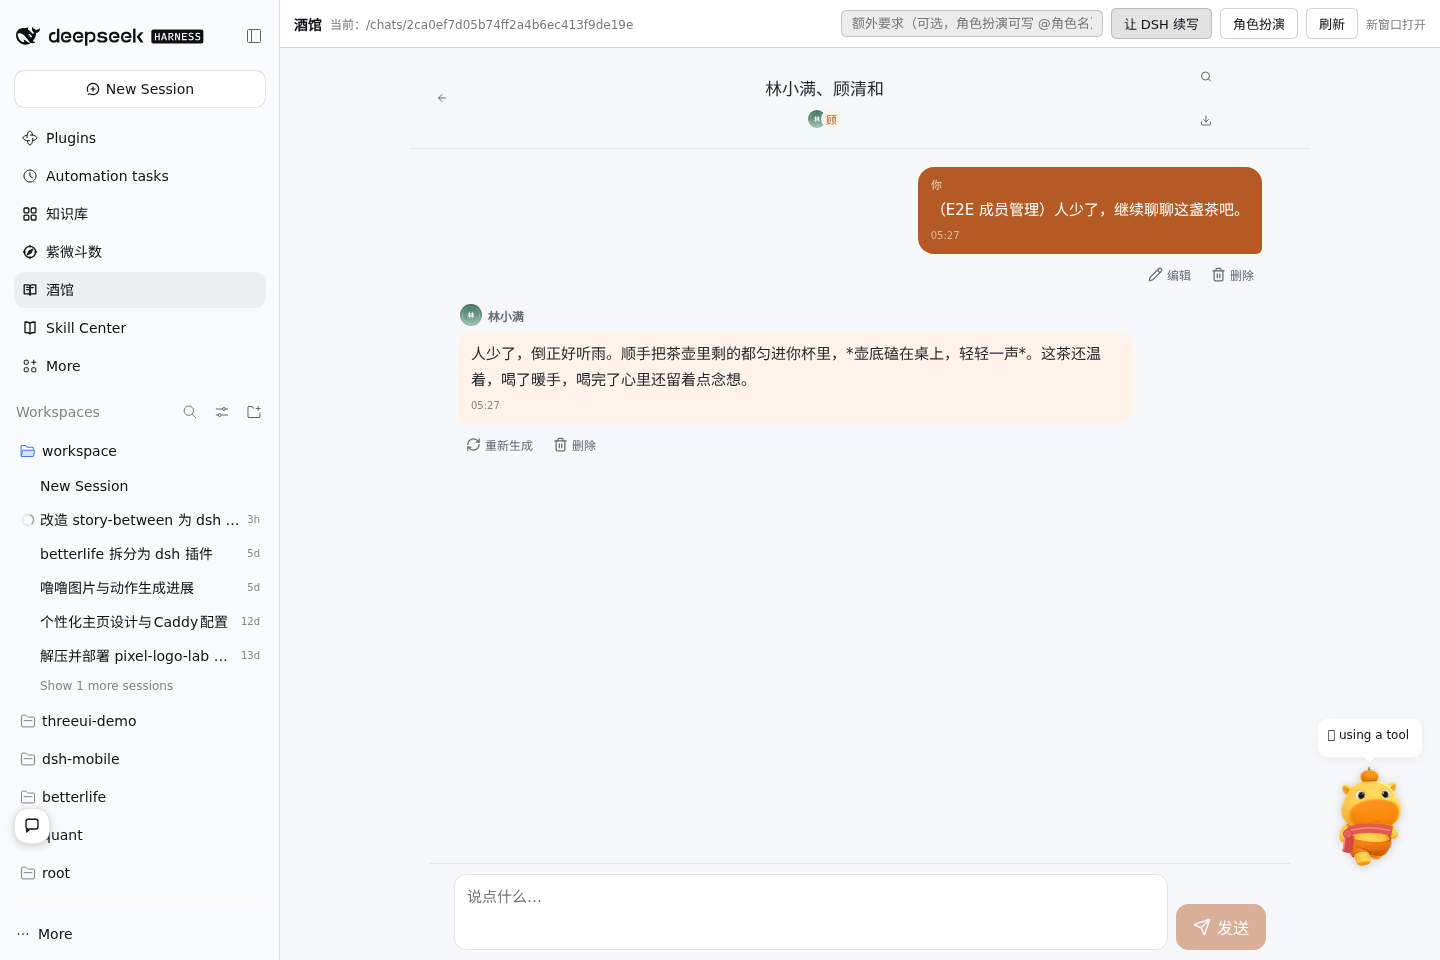 deepseek HARNESS
New Session
Plugins
Automation tasks
知识库
紫微斗数
酒馆
Skill Center
More
Workspaces
workspace
New Session
改造 story-between 为 dsh ... 3h
betterlife 拆分为 dsh 插件 5d
噜噜图片与动作生成进展 5d
个性化主页设计与Caddy配置 12d
解压并部署 pixel-logo-lab ... 13d
Show 1 more sessions
threeui-demo
dsh-mobile
betterlife
quant
root
... More
酒馆 当前：/chats/2ca0ef7d05b74ff2a4b6ec413f9de19e
额外要求（可选，角色扮演可写 @角色名）
让 DSH 续写
角色扮演
刷新
新窗口打开
林小满、顾清和
林 顾
你
（E2E 成员管理）人少了，继续聊聊这盏茶吧。
05:27
编辑 删除
林 林小满
人少了，倒正好听雨。顺手把茶壶里剩的都匀进你杯里，*壶底磕在桌上，轻轻一声*。这茶还温
着，喝了暖手，喝完了心里还留着点念想。
05:27
重新生成 删除
using a tool
说点什么...
发送